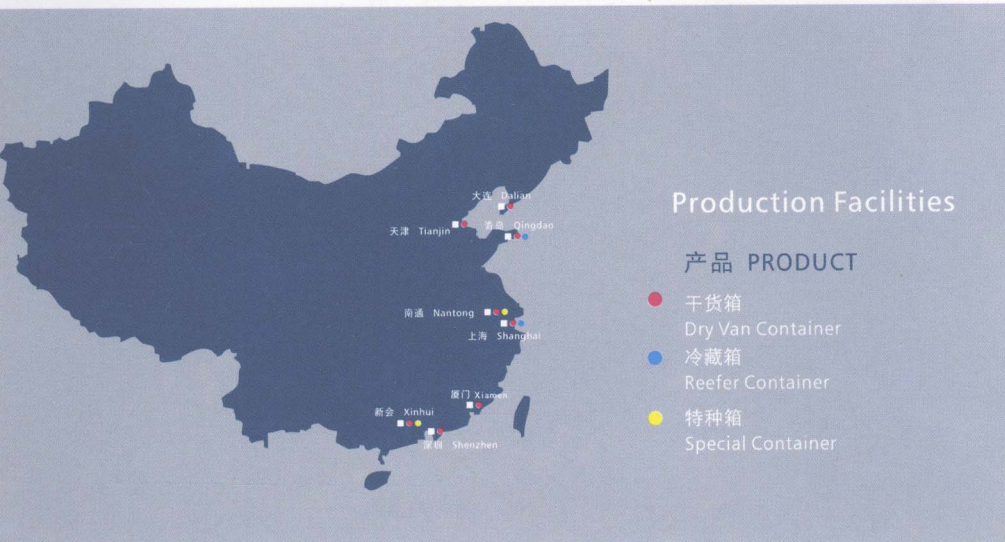 大连 Dalian
天津 Tianjin
青岛 Qingdao
南通 Nantong
上海 Shanghai
厦门 Xiamen
新会 Xinhui
深圳 Shenzhen
Production Facilities
产品 PRODUCT
干货箱
Dry Van Container
冷藏箱
Reefer Container
特种箱
Special Container